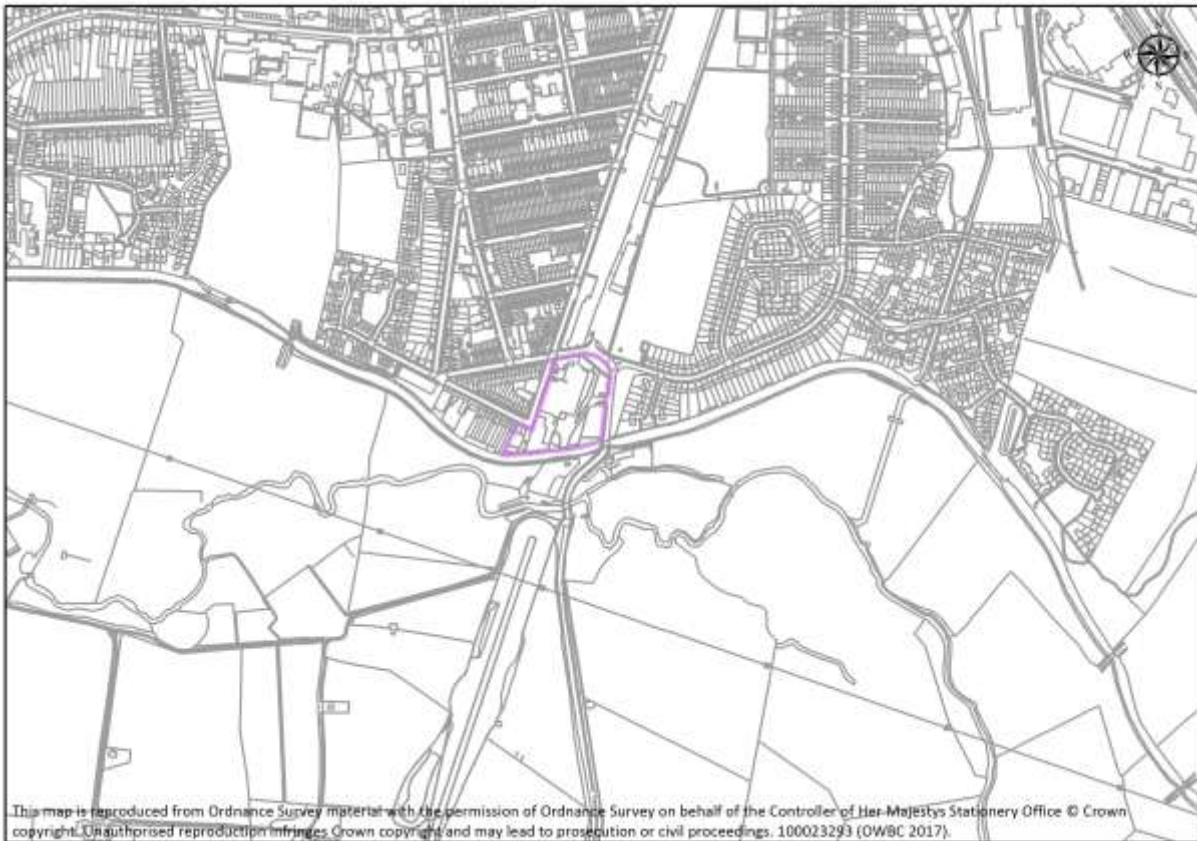 This map is reproduced from Ordnance Survey material with the permission of Ordnance Survey on behalf of the Controller of Her Majestys Stationery Office © Crown
copyright. Unauthorised reproduction infringes Crown copyright and may lead to prosecution or civil proceedings. 100023293 (OWBC 2017).